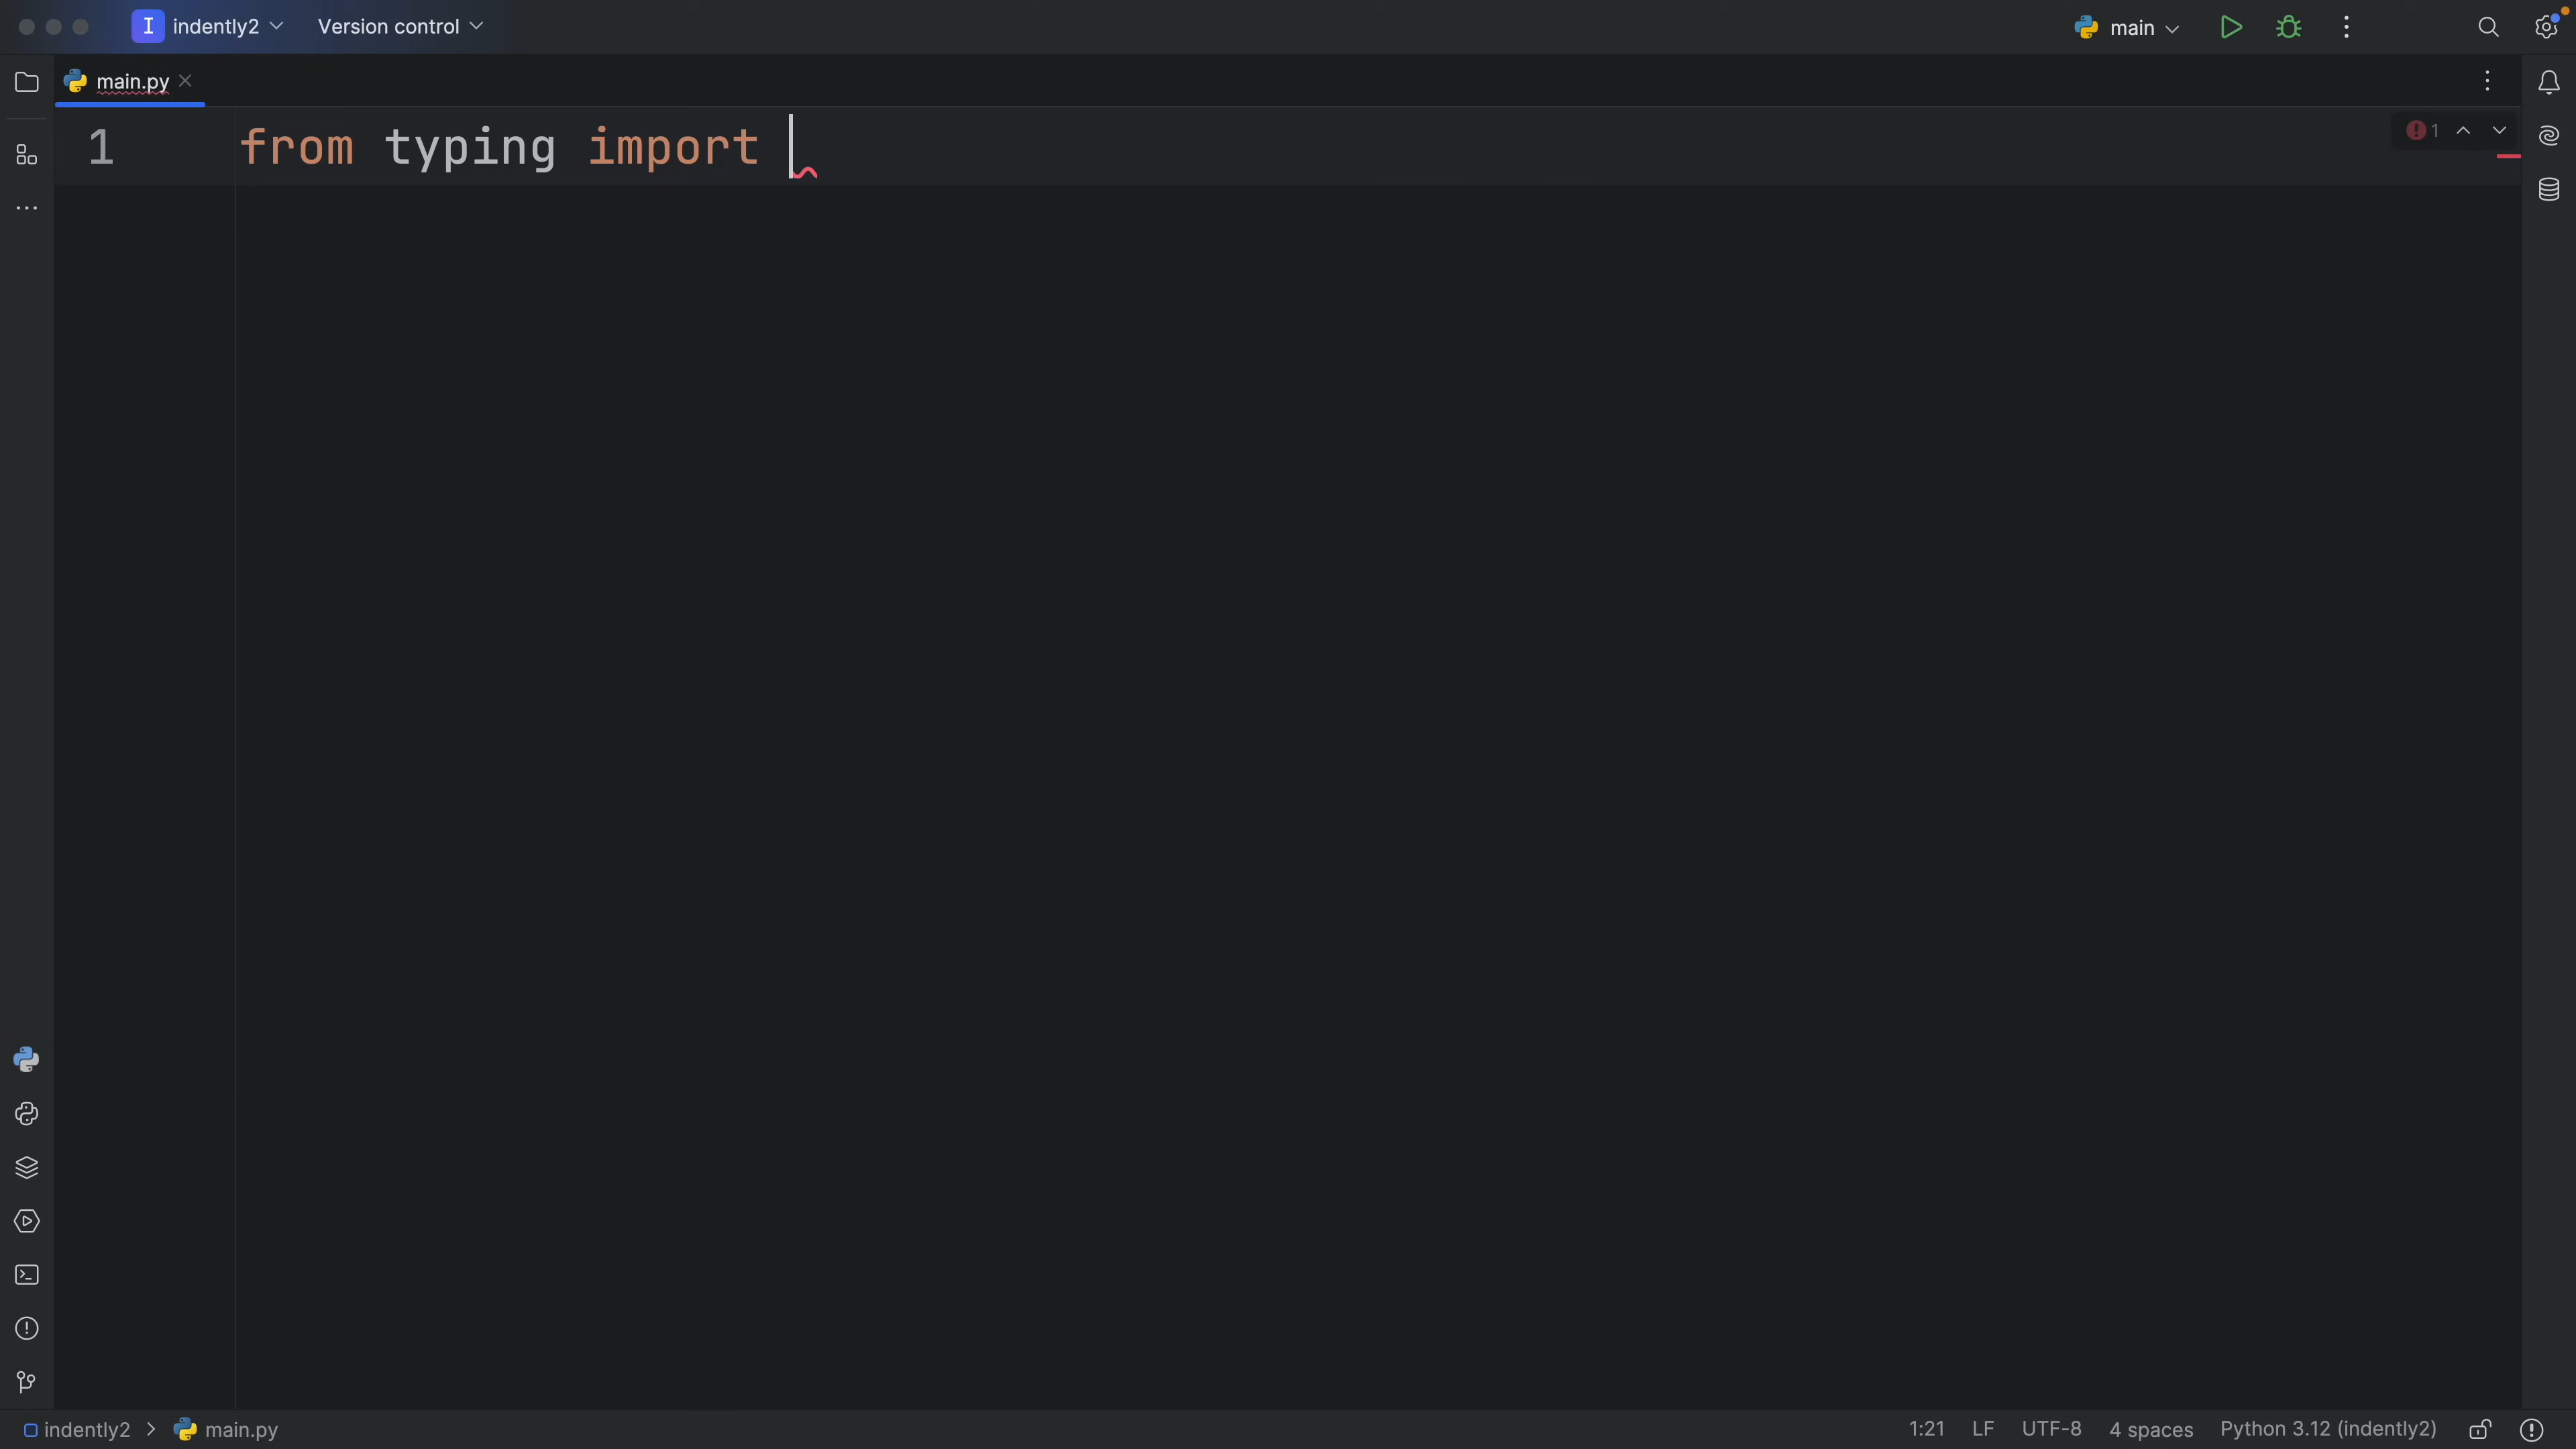 I indently2 Version control main
main.py
1 from typing import
1
indently2 > main.py 1:21 LF UTF-8 4 spaces Python 3.12 (indently2)